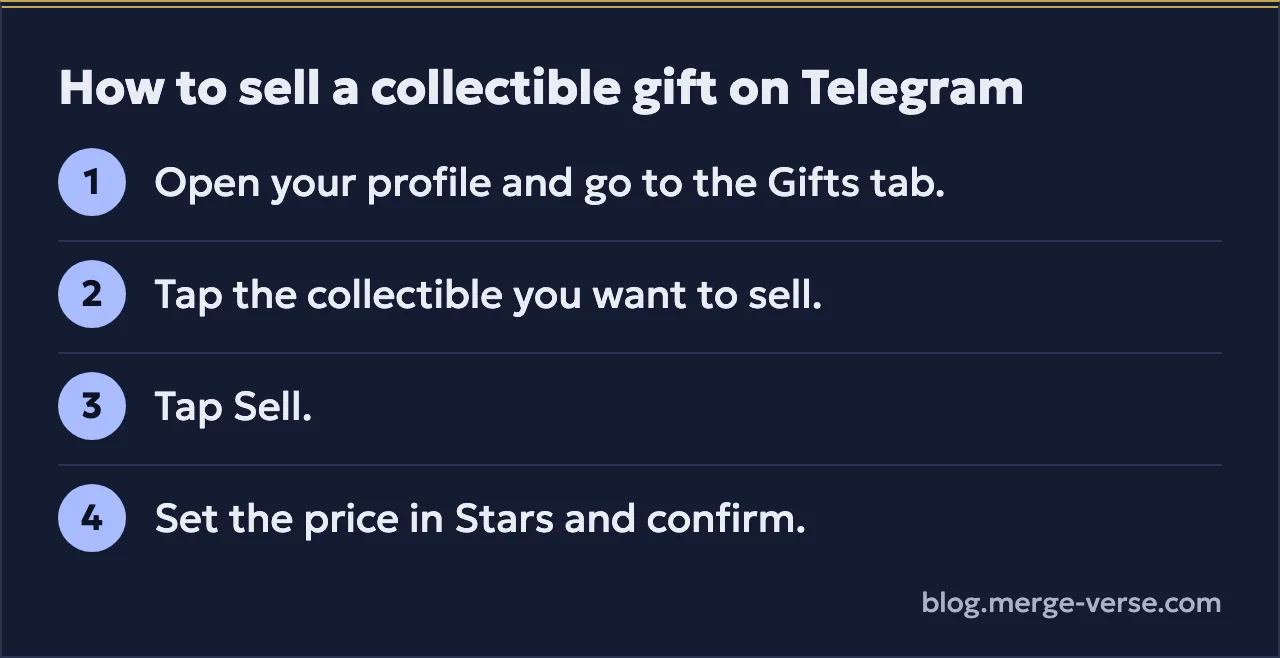 How to sell a collectible gift on Telegram
1 Open your profile and go to the Gifts tab.
2 Tap the collectible you want to sell.
3 Tap Sell.
4 Set the price in Stars and confirm.
blog.merge-verse.com